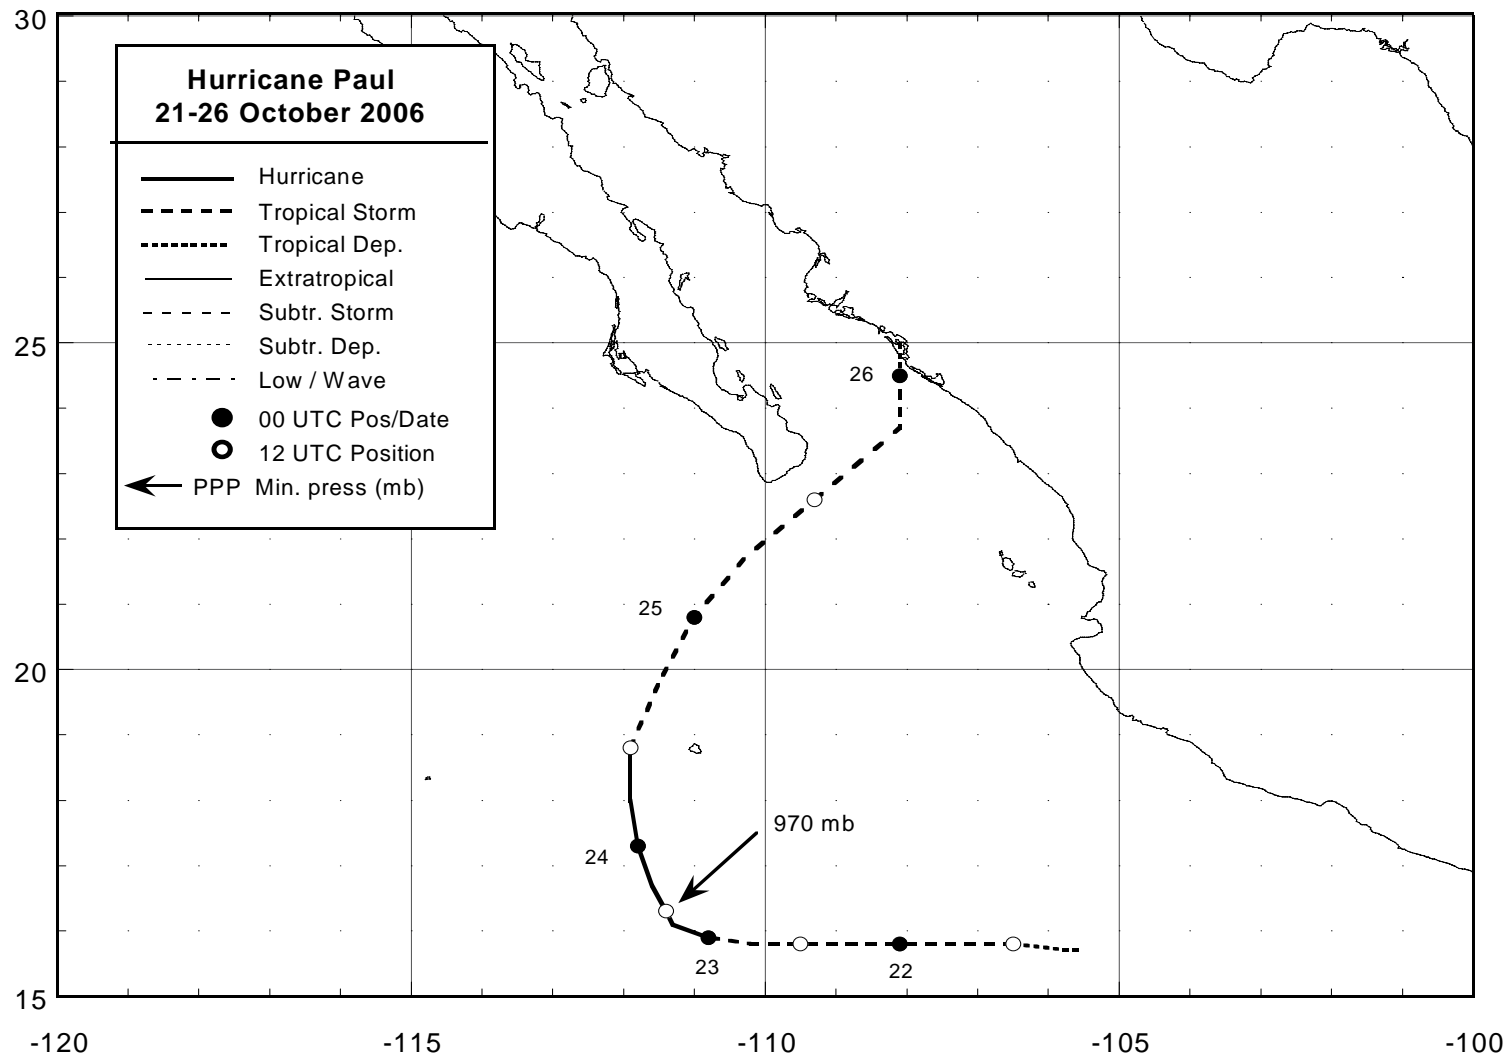 30
Hurricane Paul
21-26 October 2006
Hurricane
Tropical Storm
Tropical Dep.
Extratropical
Subtr. Storm
Subtr. Dep.
Low / Wave
00 UTC Pos/Date
12 UTC Position
PPP Min. press (mb)
25
26
25
20
970 mb
24
23
22
15
-120 -115 -110 -105 -100